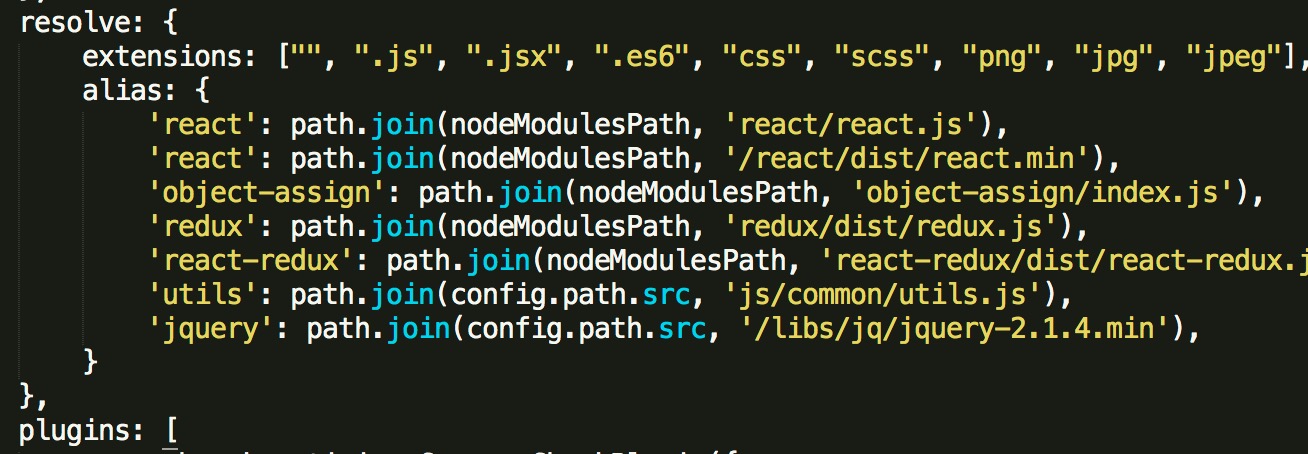 resolve: {
extensions: ["", ".js", ".jsx", ".es6", "css", "scss", "png", "jpg", "jpeg"],
alias: {
'react': path.join(nodeModulesPath, 'react/react.js'),
'react': path.join(nodeModulesPath, '/react/dist/react.min'),
'object-assign': path.join(nodeModulesPath, 'object-assign/index.js'),
'redux': path.join(nodeModulesPath, 'redux/dist/redux.js'),
'react-redux': path.join(nodeModulesPath, 'react-redux/dist/react-redux.j
'utils': path.join(config.path.src, 'js/common/utils.js'),
'jquery': path.join(config.path.src, '/libs/jq/jquery-2.1.4.min'),
}
},
plugins: [